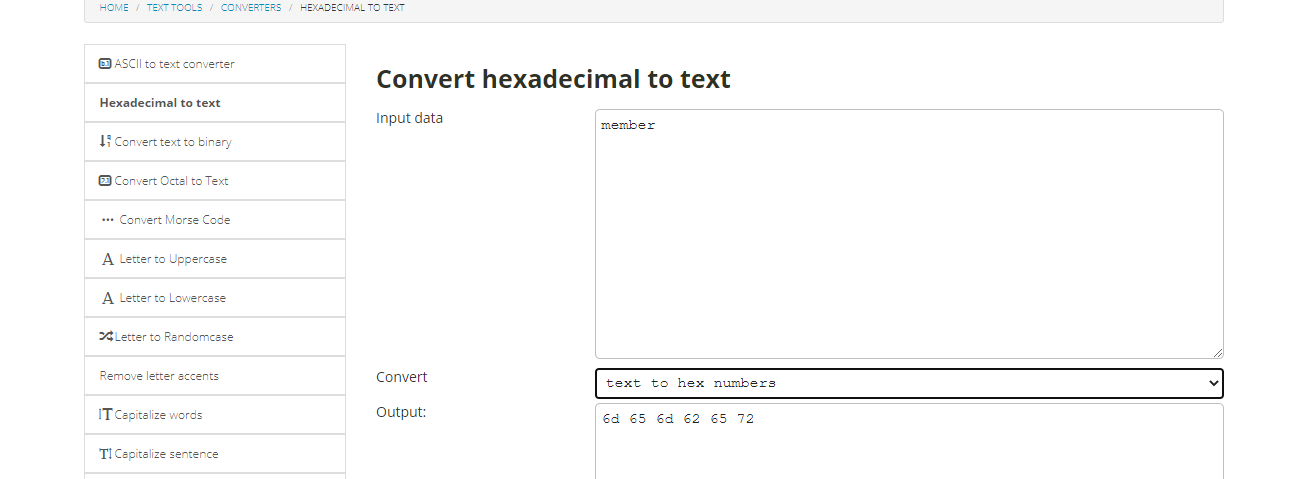 HOME / TEXT TOOLS / CONVERTERS / HEXADECIMAL TO TEXT
ASCII to text converter
Hexadecimal to text
Convert text to binary
Convert Octal to Text
Convert Morse Code
A Letter to Uppercase
A Letter to Lowercase
Letter to Randomcase
Remove letter accents
Capitalize words
Capitalize sentence
Convert hexadecimal to text
Input data
member
Convert
text to hex numbers
Output:
6d 65 6d 62 65 72